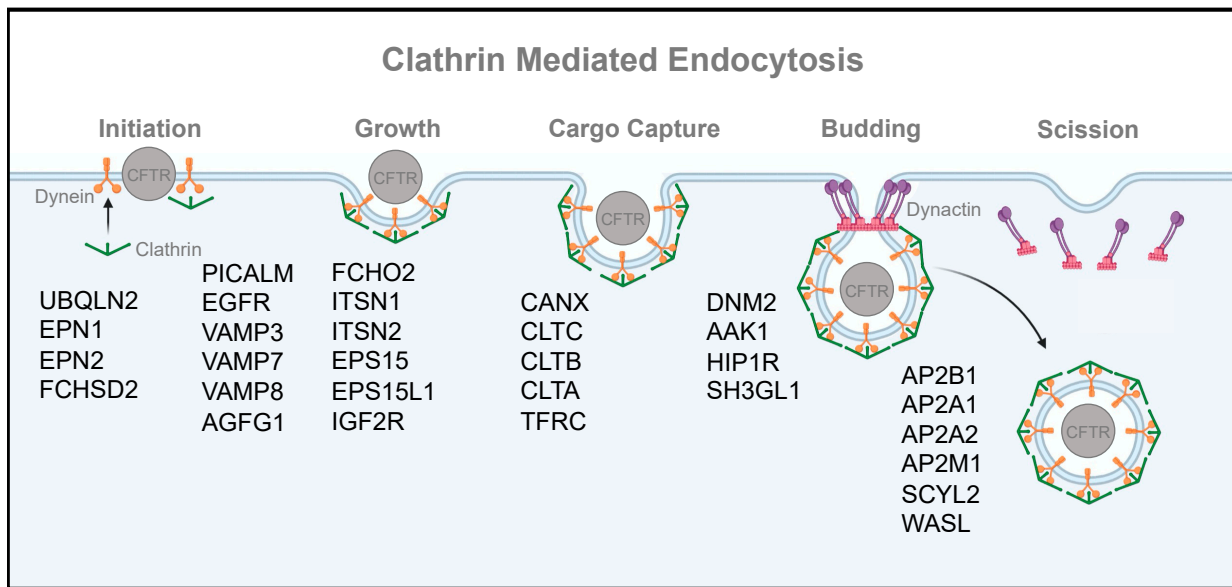 Clathrin Mediated Endocytosis
Initiation
Growth
Cargo Capture
Budding
Scission
CFTR
CFTR
CFTR
CFTR
CFTR
Dynein
Clathrin
Dynactin
UBQLN2
EPN1
EPN2
FCHSD2
PICALM
EGFR
VAMP3
VAMP7
VAMP8
AGFG1
FCHO2
ITSN1
ITSN2
EPS15
EPS15L1
IGF2R
CANX
CLTC
CLTB
CLTA
TFRC
DNM2
AAK1
HIP1R
SH3GL1
AP2B1
AP2A1
AP2A2
AP2M1
SCYL2
WASL